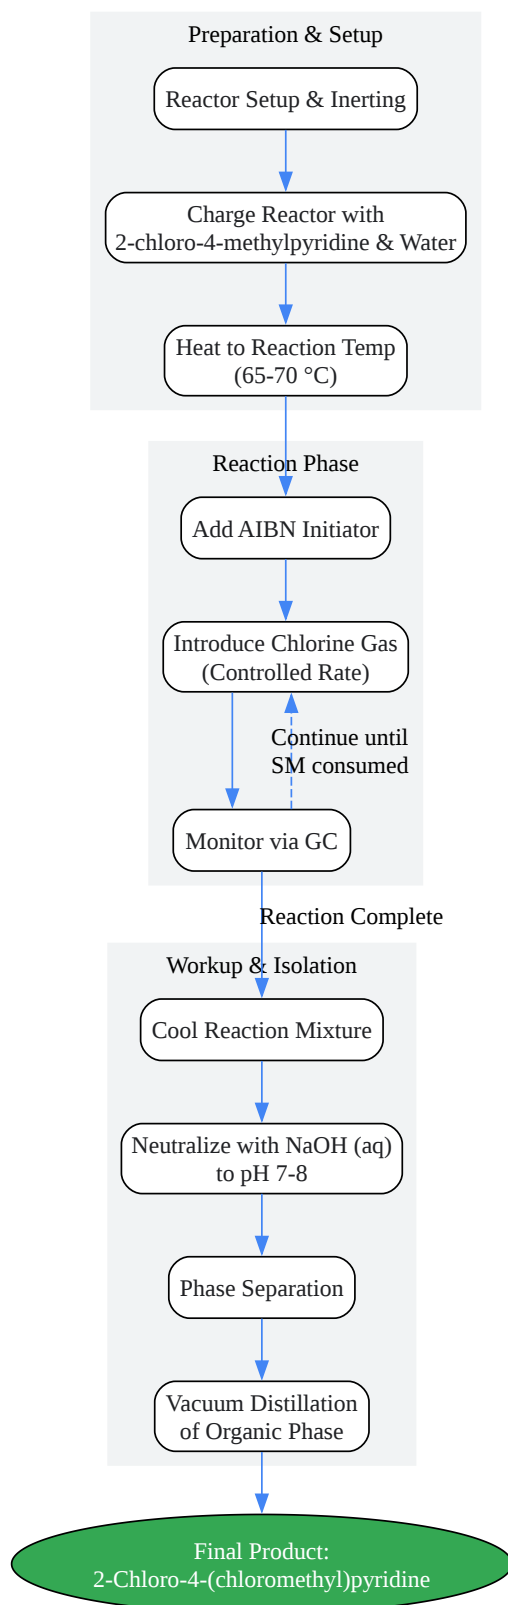 Preparation & Setup
Reactor Setup & Inerting
Charge Reactor with
2-chloro-4-methylpyridine & Water
Heat to Reaction Temp
(65-70 °C)
Reaction Phase
Add AIBN Initiator
Introduce Chlorine Gas
(Controlled Rate)
Continue until
SM consumed
Monitor via GC
Reaction Complete
Workup & Isolation
Cool Reaction Mixture
Neutralize with NaOH (aq)
to pH 7-8
Phase Separation
Vacuum Distillation
of Organic Phase
Final Product:
2-Chloro-4-(chloromethyl)pyridine